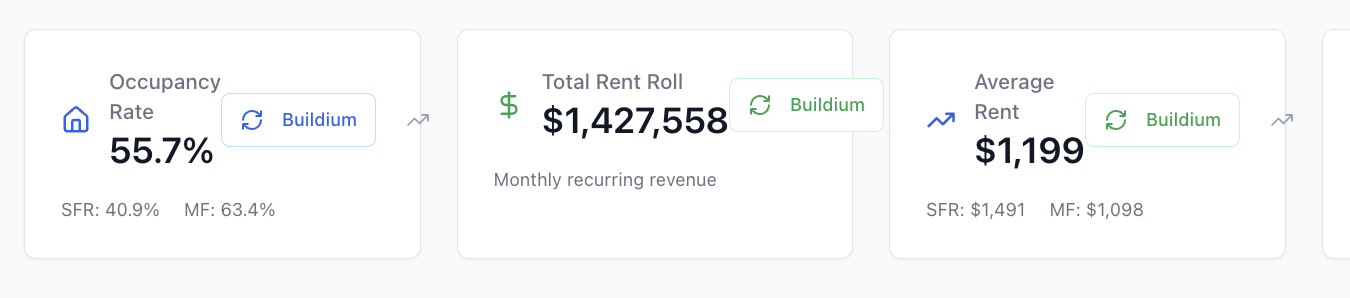 Occupancy
Rate
55.7%
Buildium
SFR: 40.9% MF: 63.4%
Total Rent Roll
$1,427,558
Buildium
Monthly recurring revenue
Average
Rent
$1,199
Buildium
SFR: $1,491 MF: $1,098